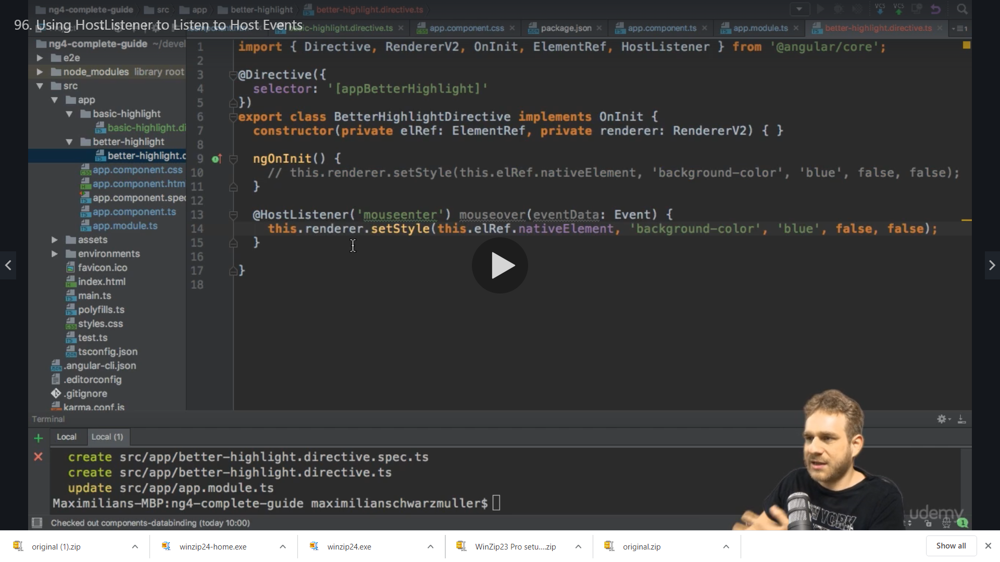 ng4-complete-guide src app better-highlight better-highlight.directive.ts
96. Using HostListener to Listen to Host Events
basic-highlight.directive.ts app.component.css package.json app.component.ts app.module.ts better-highlight.directive.ts
ng4-complete-guide ~/devel
e2e
node_modules library root
src
app
basic-highlight
basic-highlight.di
better-highlight
better-highlight.d
app.component.css
app.component.htm
app.component.spec
app.component.ts
app.module.ts
assets
environments
favicon.ico
index.html
main.ts
polyfills.ts
styles.css
test.ts
tsconfig.json
.angular-cli.json
.editorconfig
.gitignore
karma.conf.js
1 import { Directive, RendererV2, OnInit, ElementRef, HostListener } from '@angular/core';
2
3 @Directive({
4 selector: '[appBetterHighlight]'
5 })
6 export class BetterHighlightDirective implements OnInit {
7 constructor(private elRef: ElementRef, private renderer: RendererV2) { }
8
9 ngOnInit() {
10 // this.renderer.setStyle(this.elRef.nativeElement, 'background-color', 'blue', false, false);
11 }
12
13 @HostListener('mouseenter') mouseover(eventData: Event) {
14 this.renderer.setStyle(this.elRef.nativeElement, 'background-color', 'blue', false, false);
15 }
16
17 }
18
Terminal
Local Local (1)
create src/app/better-highlight.directive.spec.ts
create src/app/better-highlight.directive.ts
update src/app/app.module.ts
Maximilians-MBP:ng4-complete-guide maximilianschwarzmuller$
Checked out components-databinding (today 10:00)
udemy
1
original (1).zip winzip24-home.exe winzip24.exe WinZip23 Pro setu....zip original.zip Show all